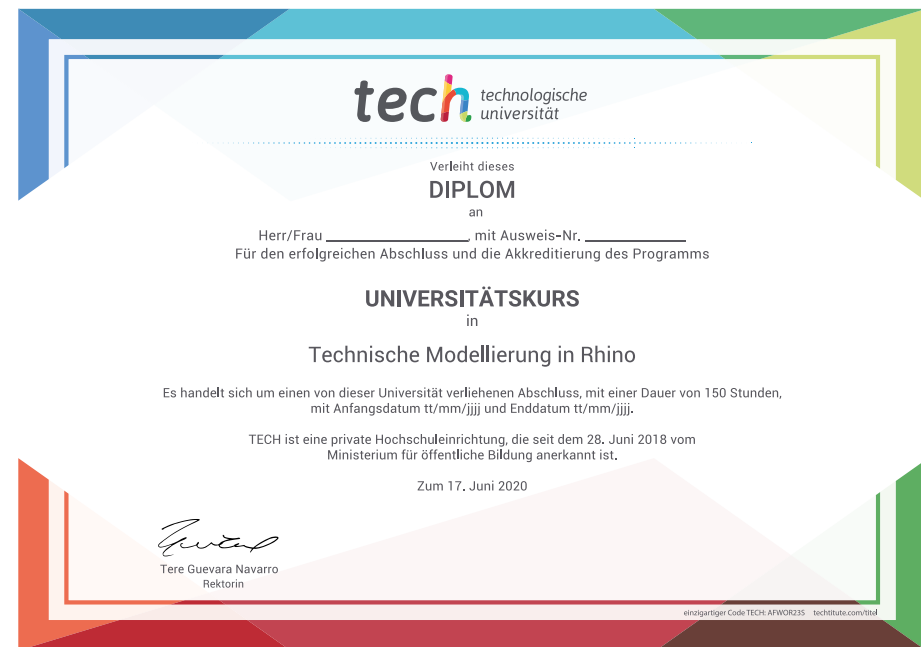 tech technologische
universität
Verleiht dieses
DIPLOM
an
Herr/Frau ____________________, mit Ausweis-Nr. ______________
Für den erfolgreichen Abschluss und die Akkreditierung des Programms
UNIVERSITÄTSKURS
in
Technische Modellierung in Rhino
Es handelt sich um einen von dieser Universität verliehenen Abschluss, mit einer Dauer von 150 Stunden,
mit Anfangsdatum tt/mm/jjjj und Enddatum tt/mm/jjjj.
TECH ist eine private Hochschuleinrichtung, die seit dem 28. Juni 2018 vom
Ministerium für öffentliche Bildung anerkannt ist.
Zum 17. Juni 2020
Tere Guevara Navarro
Rektorin
einzigartiger Code TECH: AFWOR23S techtitute.com/titel